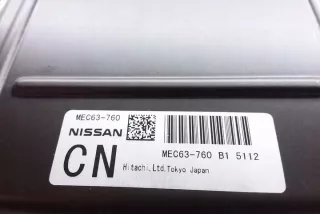 MEC63-760
NISSAN
CN
MEC63-760 B1 5112
Hitachi,Ltd.Tokyo Japan